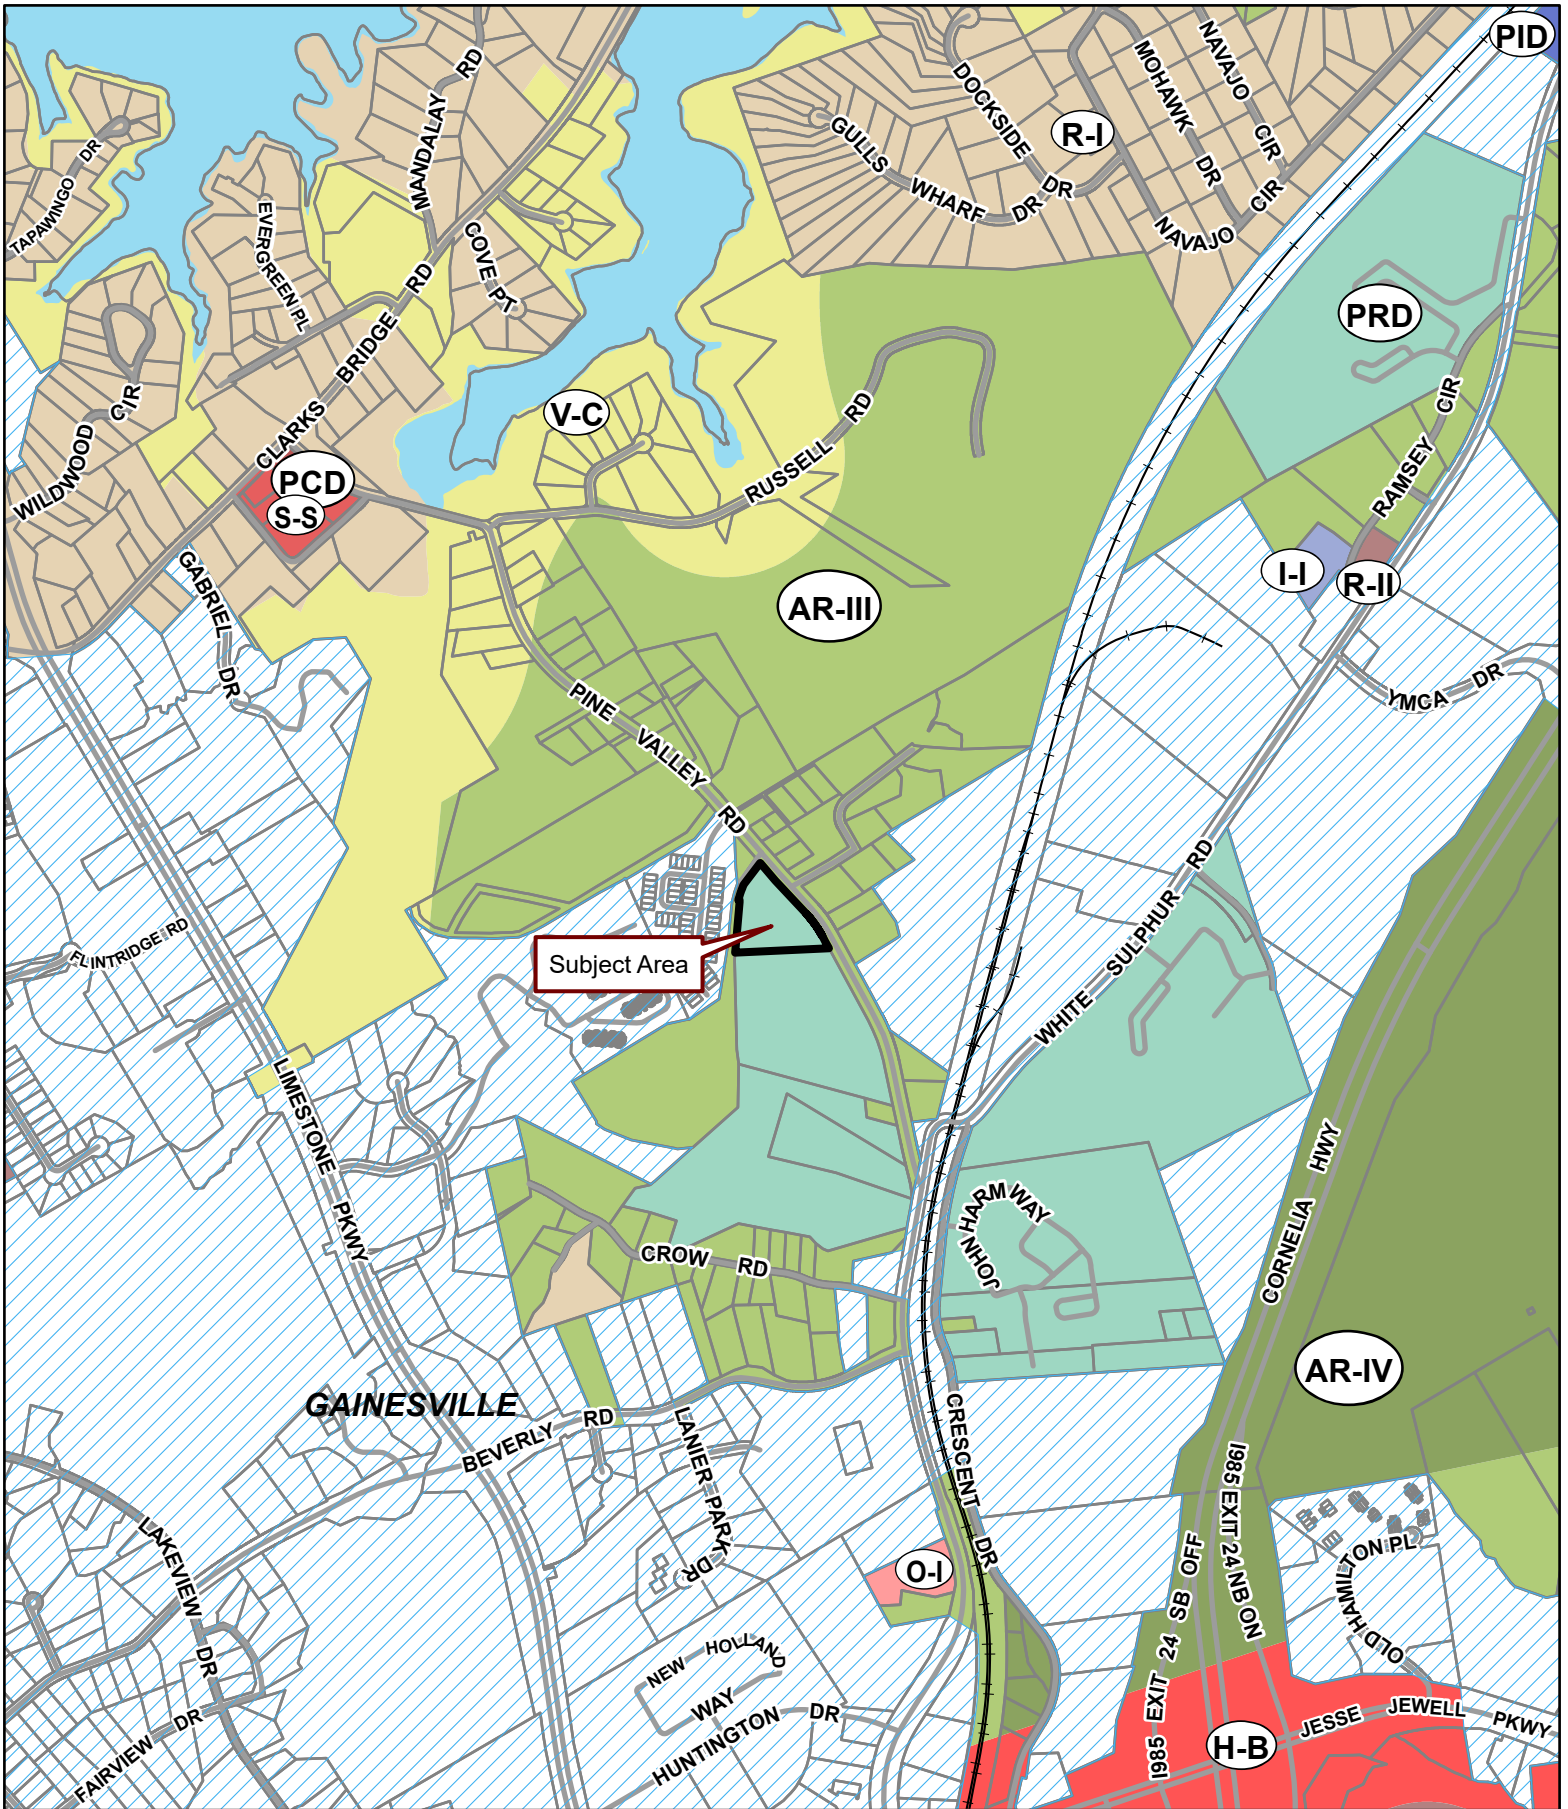 PID
NAVAJO CIR
MOHAWK DR
DOCKSIDE DR
R-I
GULLS WHARF DR
DR
NAVAJO CIR
MANDALAY RD
TAPAWINGO DR
EVERGREEN PL
COVE PT
CLARKS BRIDGE RD
WILDWOOD CIR
PRD
V-C
RUSSELL RD
RAMSEY CIR
PCD
S-S
I-I
R-II
GABRIEL DR
AR-III
PINE VALLEY RD
YMCA DR
WHITE SULPHUR RD
FLINTRIDGE RD
Subject Area
LIMESTONE PKWY
CORNELIA HWY
JOHN HARM WAY
CROW RD
AR-IV
GAINESVILLE
BEVERLY RD
LANIER PARK DR
CRESCENT DR
I985 EXIT 24 NB ON
I985 EXIT 24 SB OFF
LAKEVIEW DR
O-I
OLD HAMILTON PL
NEW HOLLAND WAY
HUNTINGTON DR
FAIRVIEW DR
H-B
JESSE JEWELL PKWY